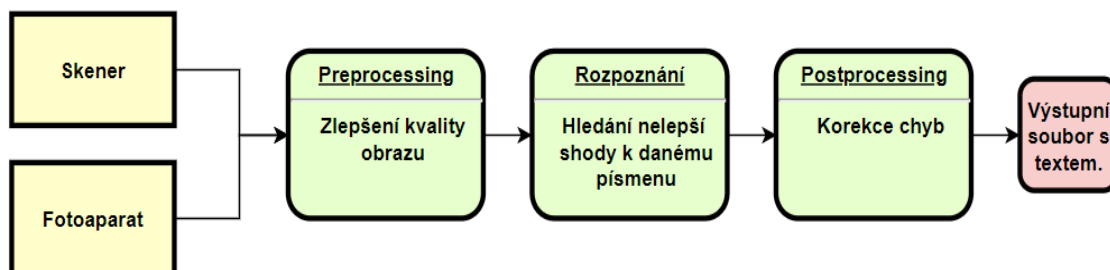 Skener
Fotoaparat
Preprocessing
Zlepšení kvality
obrazu
Rozpoznání
Hledání nelepší
shody k danému
písmenu
Postprocessing
Korekce chyb
Výstupní
soubor s
textem.